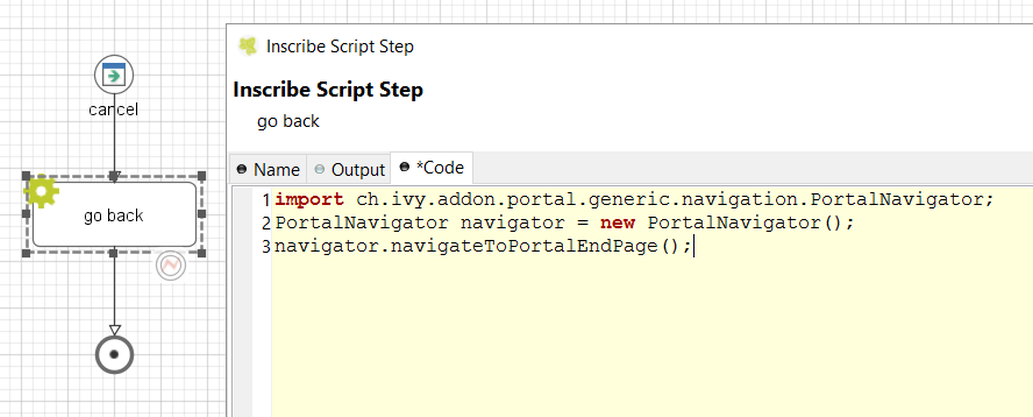 cancel
go back
Inscribe Script Step
Inscribe Script Step
go back
Name Output *Code
1 import ch.ivy.addon.portal.generic.navigation.PortalNavigator;
2 PortalNavigator navigator = new PortalNavigator();
3 navigator.navigateToPortalEndPage();